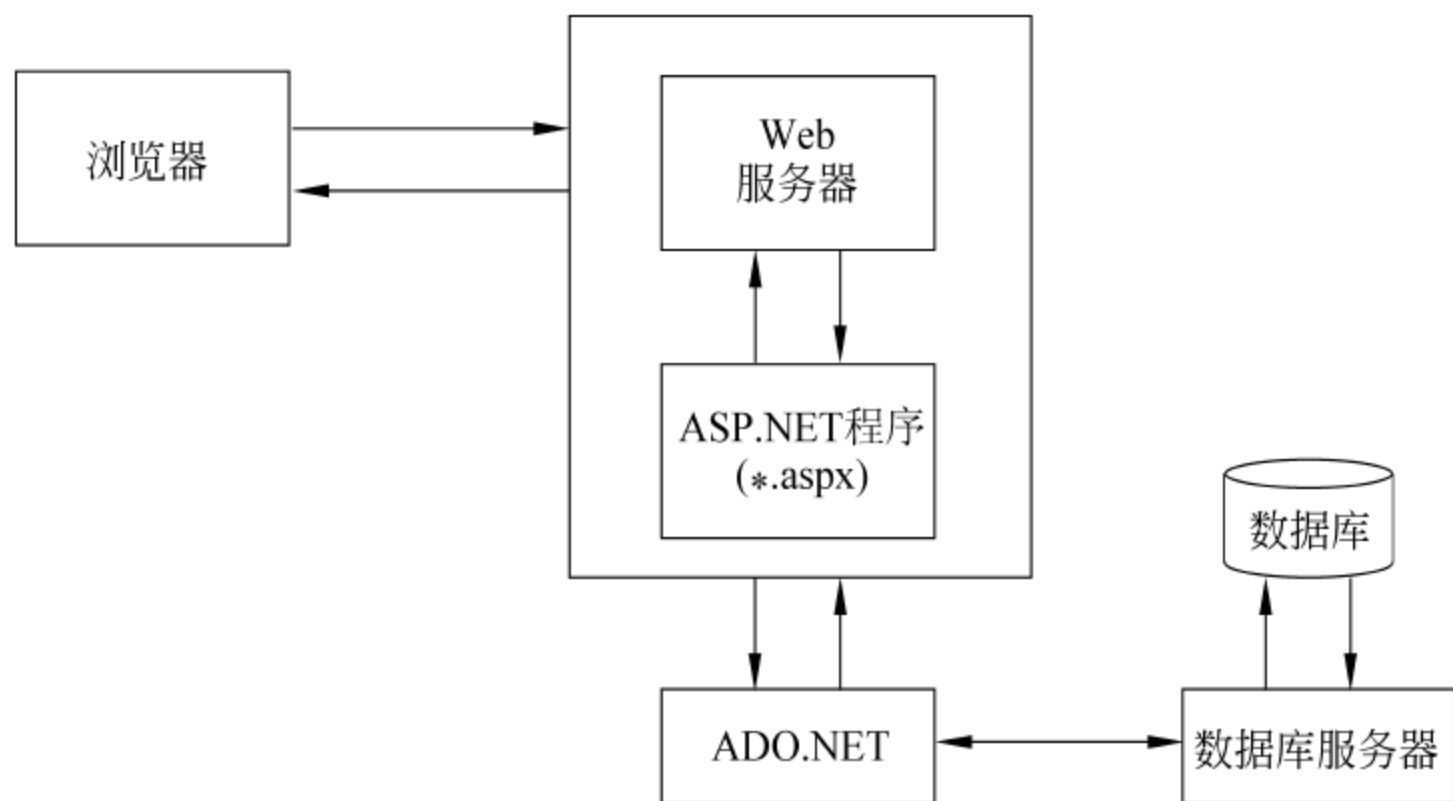 浏览器
Web
服务器
ASP.NET程序
(*.aspx)
数据库
ADO.NET
数据库服务器